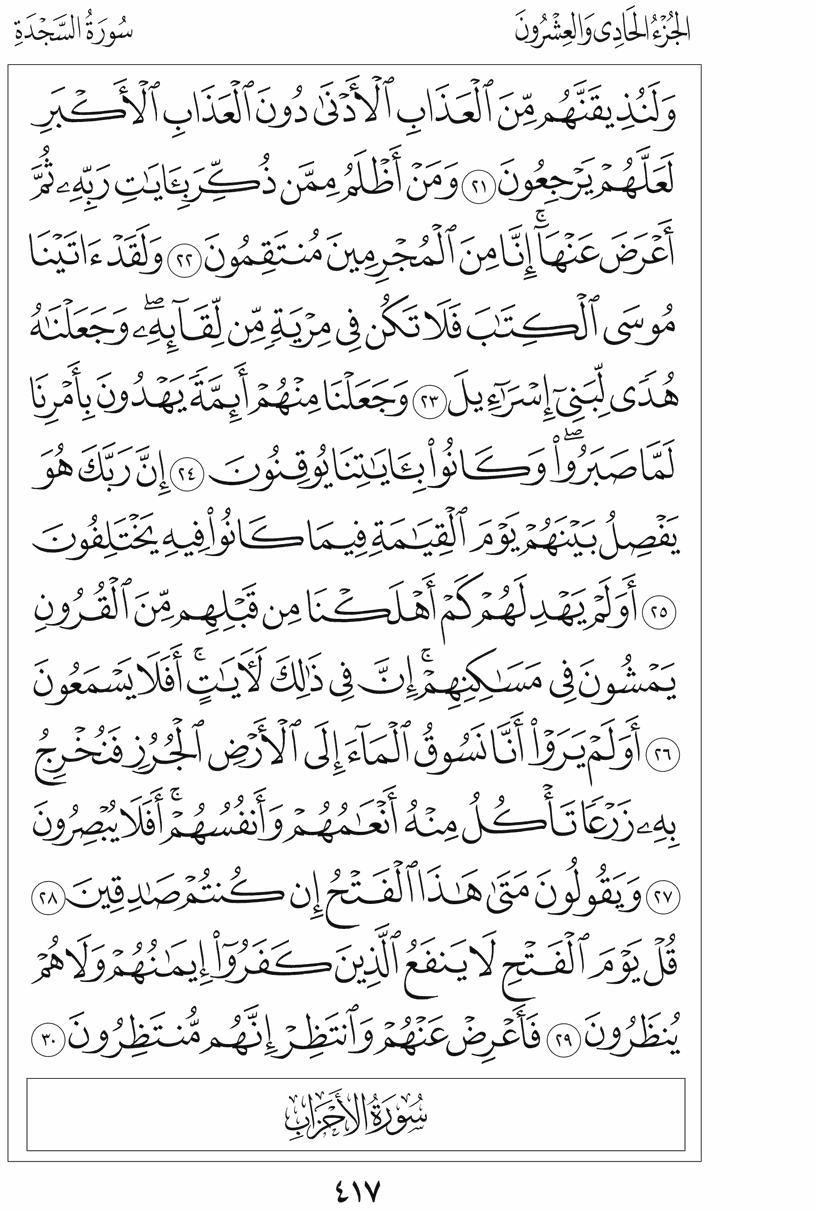 الجُزْءُ الحَادِى وَالعِشْرُونَ
سُورَةُ السَّجْدَةِ
وَلَنُذِيقَنَّهُم مِّنَ ٱلْعَذَابِ ٱلْأَدْنَىٰ دُونَ ٱلْعَذَابِ ٱلْأَكْبَرِ
لَعَلَّهُمْ يَرْجِعُونَ ٢١ وَمَنْ أَظْلَمُ مِمَّن ذُكِّرَ بِـَٔايَـٰتِ رَبِّهِۦ ثُمَّ
أَعْرَضَ عَنْهَآ ۚ إِنَّا مِنَ ٱلْمُجْرِمِينَ مُنتَقِمُونَ ٢٢ وَلَقَدْ ءَاتَيْنَا
مُوسَى ٱلْكِتَـٰبَ فَلَا تَكُن فِى مِرْيَةٍ مِّن لِّقَآئِهِۦ ۖ وَجَعَلْنَـٰهُ
هُدًى لِّبَنِىٓ إِسْرَٰٓءِيلَ ٢٣ وَجَعَلْنَا مِنْهُمْ أَئِمَّةً يَهْدُونَ بِأَمْرِنَا
لَمَّا صَبَرُوا۟ ۖ وَكَانُوا۟ بِـَٔايَـٰتِنَا يُوقِنُونَ ٢٤ إِنَّ رَبَّكَ هُوَ
يَفْصِلُ بَيْنَهُمْ يَوْمَ ٱلْقِيَـٰمَةِ فِيمَا كَانُوا۟ فِيهِ يَخْتَلِفُونَ
٢٥ أَوَلَمْ يَهْدِ لَهُمْ كَمْ أَهْلَكْنَا مِن قَبْلِهِم مِّنَ ٱلْقُرُونِ
يَمْشُونَ فِى مَسَـٰكِنِهِمْ ۚ إِنَّ فِى ذَٰلِكَ لَـَٔايَـٰتٍ ۖ أَفَلَا يَسْمَعُونَ
٢٦ أَوَلَمْ يَرَوْا۟ أَنَّا نَسُوقُ ٱلْمَآءَ إِلَى ٱلْأَرْضِ ٱلْجُرُزِ فَنُخْرِجُ
بِهِۦ زَرْعًا تَأْكُلُ مِنْهُ أَنْعَـٰمُهُمْ وَأَنفُسُهُمْ ۚ أَفَلَا يُبْصِرُونَ
٢٧ وَيَقُولُونَ مَتَىٰ هَـٰذَا ٱلْفَتْحُ إِن كُنتُمْ صَـٰدِقِينَ ٢٨
قُلْ يَوْمَ ٱلْفَتْحِ لَا يَنفَعُ ٱلَّذِينَ كَفَرُوٓا۟ إِيمَـٰنُهُمْ وَلَا هُمْ
يُنظَرُونَ ٢٩ فَأَعْرِضْ عَنْهُمْ وَٱنتَظِرْ إِنَّهُم مُّنتَظِرُونَ ٣٠
سُورَةُ الأَحْزَابِ
٤١٧